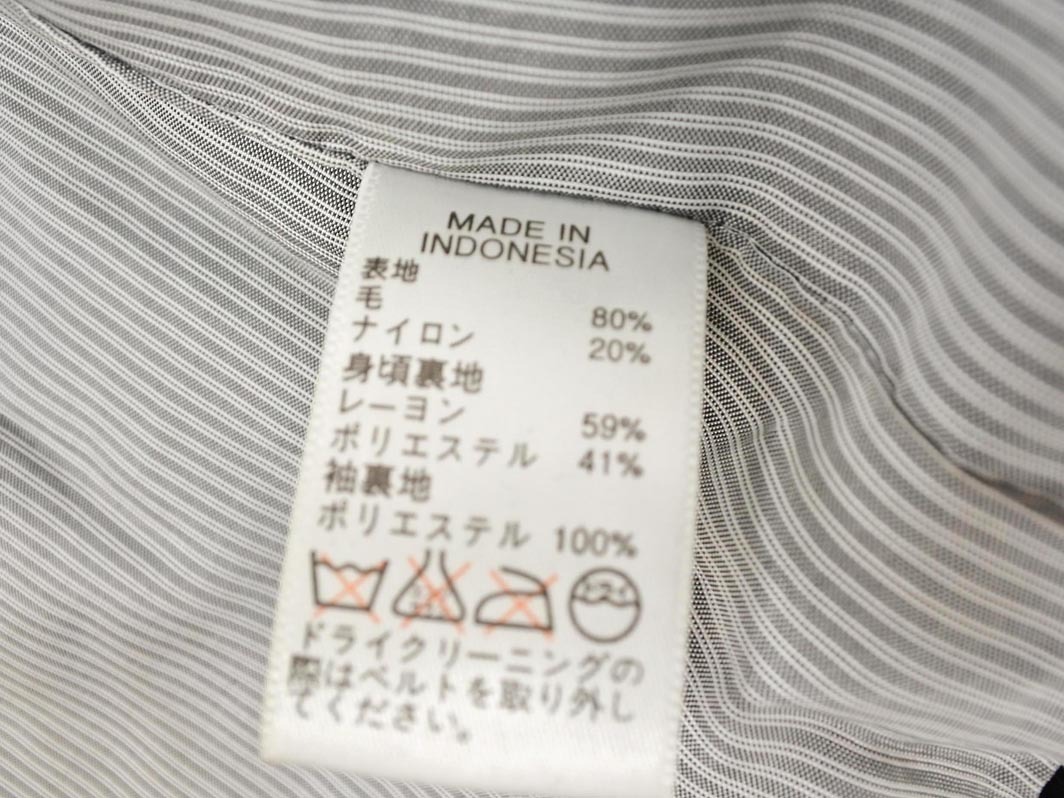 MADE IN
INDONESIA
表地
毛 80%
ナイロン 20%
身頃裏地
レーヨン 59%
ポリエステル 41%
袖裏地
ポリエステル 100%
ドライクリーニングの
際はベルトを取り外し
てください。